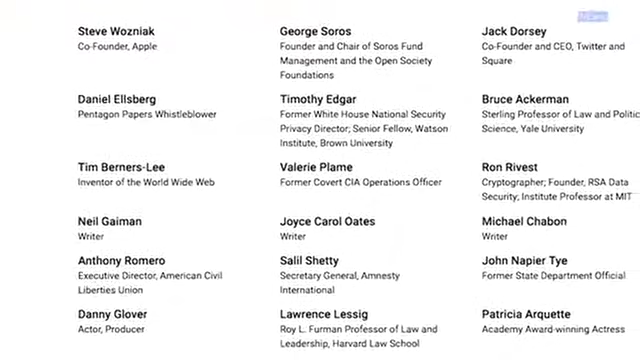 Steve Wozniak
Co-Founder, Apple
George Soros
Founder and Chair of Soros Fund
Management and the Open Society
Foundations
Jack Dorsey
Co-Founder and CEO, Twitter and
Square
Daniel Ellsberg
Pentagon Papers Whistleblower
Timothy Edgar
Former White House National Security
Privacy Director; Senior Fellow, Watson
Institute, Brown University
Bruce Ackerman
Sterling Professor of Law and Politic
Science, Yale University
Tim Berners-Lee
Inventor of the World Wide Web
Valerie Plame
Former Covert CIA Operations Officer
Ron Rivest
Cryptographer; Founder, RSA Data
Security; Institute Professor at MIT
Neil Gaiman
Writer
Joyce Carol Oates
Writer
Michael Chabon
Writer
Anthony Romero
Executive Director, American Civil
Liberties Union
Salil Shetty
Secretary General, Amnesty
International
John Napier Tye
Former State Department Official
Danny Glover
Actor, Producer
Lawrence Lessig
Roy L. Furman Professor of Law and
Leadership, Harvard Law School
Patricia Arquette
Academy Award-winning Actress